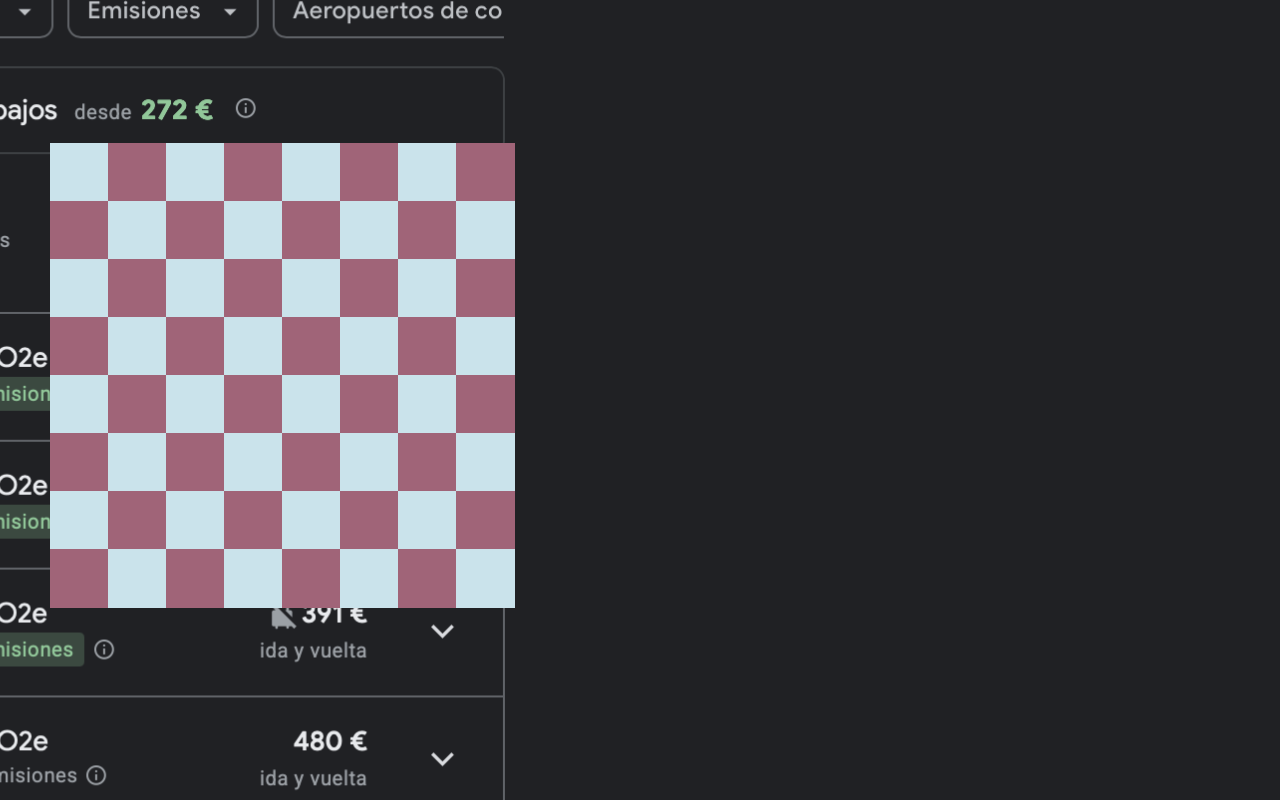 Emisiones
Aeropuertos de co
bajos desde 272 €
s
O2e
nision
O2e
nision
O2e 391 €
nisiones ida y vuelta
O2e 480 €
nisiones ida y vuelta